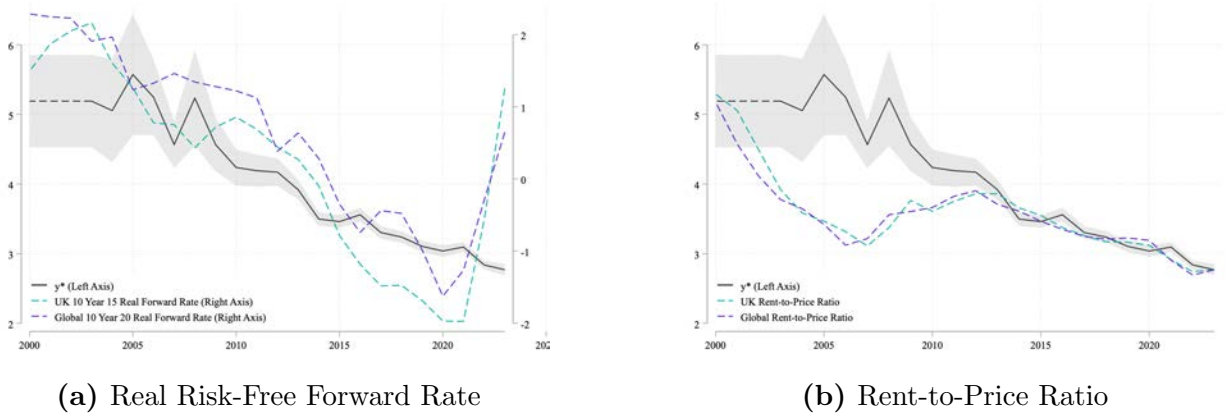 6
5
4
3
2
2
1
0
-1
-2
y* (Left Axis)
UK 10 Year 15 Real Forward Rate (Right Axis)
Global 10 Year 20 Real Forward Rate (Right Axis)
2000 2005 2010 2015 2020
(a) Real Risk-Free Forward Rate
6
5
4
3
2
y* (Left Axis)
UK Rent-to-Price Ratio
Global Rent-to-Price Ratio
2000 2005 2010 2015 2020
(b) Rent-to-Price Ratio